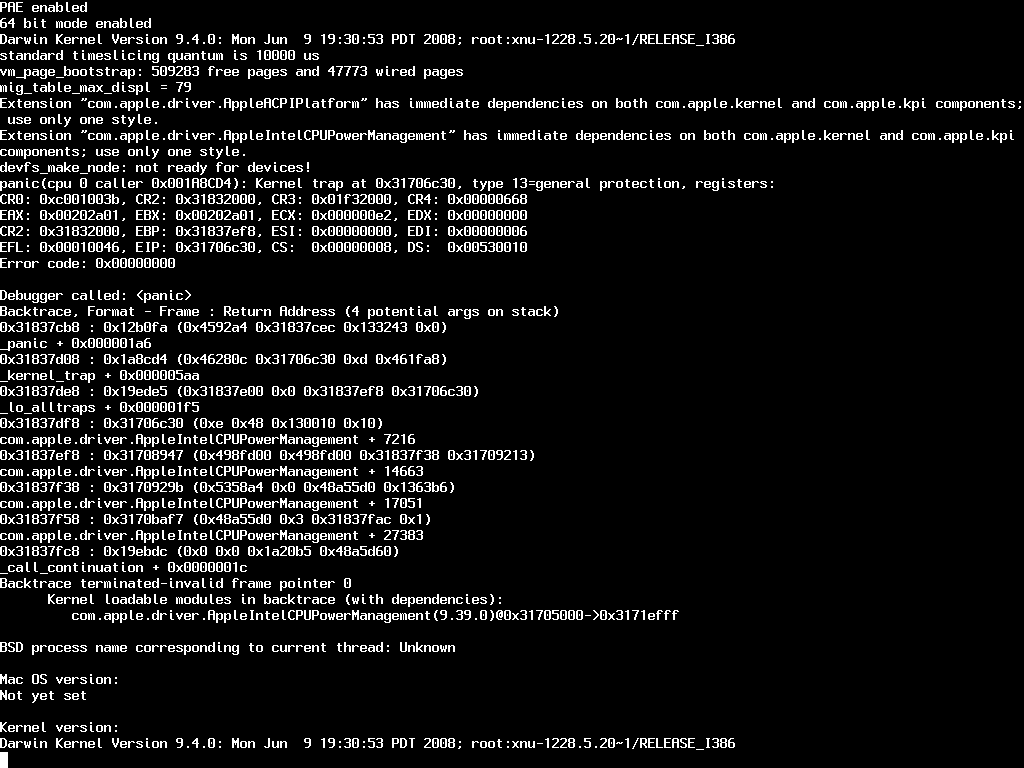 PAE enabled
64 bit mode enabled
Darwin Kernel Version 9.4.0: Mon Jun  9 19:30:53 PDT 2008; root:xnu-1228.5.20~1/RELEASE_I386
standard timeslicing quantum is 10000 us
vm_page_bootstrap: 509283 free pages and 47773 wired pages
mig_table_max_displ = 79
Extension "com.apple.driver.AppleACPIPlatform" has immediate dependencies on both com.apple.kernel and com.apple.kpi components;
 use only one style.
Extension "com.apple.driver.AppleIntelCPUPowerManagement" has immediate dependencies on both com.apple.kernel and com.apple.kpi
components; use only one style.
devfs_make_node: not ready for devices!
panic(cpu 0 caller 0x001A8CD4): Kernel trap at 0x31706c30, type 13=general protection, registers:
CR0: 0xc001003b, CR2: 0x31832000, CR3: 0x01f32000, CR4: 0x00000668
EAX: 0x00202a01, EBX: 0x00202a01, ECX: 0x000000e2, EDX: 0x00000000
CR2: 0x31832000, EBP: 0x31837ef8, ESI: 0x00000000, EDI: 0x00000006
EFL: 0x00010046, EIP: 0x31706c30, CS:  0x00000008, DS:  0x00530010
Error code: 0x00000000
Debugger called: <panic>
Backtrace, Format - Frame : Return Address (4 potential args on stack)
0x31837cb8 : 0x12b0fa (0x4592a4 0x31837cec 0x133243 0x0)
_panic + 0x000001a6
0x31837d08 : 0x1a8cd4 (0x46280c 0x31706c30 0xd 0x461fa8)
_kernel_trap + 0x000005aa
0x31837de8 : 0x19ede5 (0x31837e00 0x0 0x31837ef8 0x31706c30)
_lo_alltraps + 0x000001f5
0x31837df8 : 0x31706c30 (0xe 0x48 0x130010 0x10)
com.apple.driver.AppleIntelCPUPowerManagement + 7216
0x31837ef8 : 0x31708947 (0x498fd00 0x498fd00 0x31837f38 0x31709213)
com.apple.driver.AppleIntelCPUPowerManagement + 14663
0x31837f38 : 0x3170929b (0x5358a4 0x0 0x48a55d0 0x1363b6)
com.apple.driver.AppleIntelCPUPowerManagement + 17051
0x31837f58 : 0x3170baf7 (0x48a55d0 0x3 0x31837fac 0x1)
com.apple.driver.AppleIntelCPUPowerManagement + 27383
0x31837fc8 : 0x19ebdc (0x0 0x0 0x1a20b5 0x48a5d60)
_call_continuation + 0x0000001c
Backtrace terminated-invalid frame pointer 0
      Kernel loadable modules in backtrace (with dependencies):
         com.apple.driver.AppleIntelCPUPowerManagement(9.39.0)@0x31705000->0x3171efff
BSD process name corresponding to current thread: Unknown
Mac OS version:
Not yet set
Kernel version:
Darwin Kernel Version 9.4.0: Mon Jun  9 19:30:53 PDT 2008; root:xnu-1228.5.20~1/RELEASE_I386